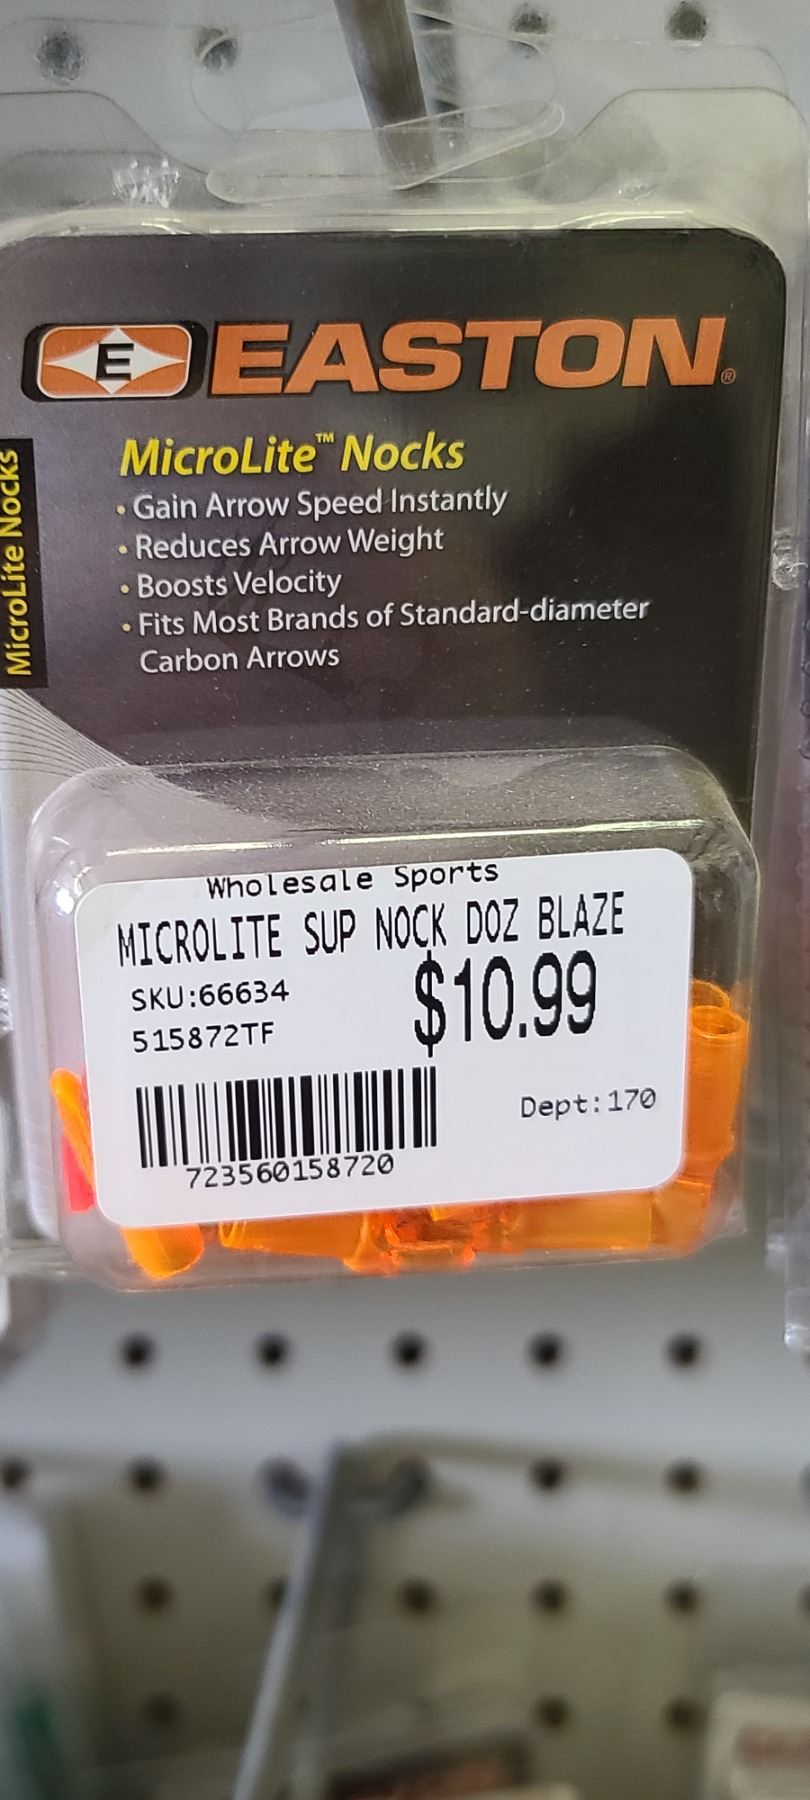 E EASTON®
MicroLite Nocks
MicroLite™ Nocks
• Gain Arrow Speed Instantly
• Reduces Arrow Weight
• Boosts Velocity
• Fits Most Brands of Standard-diameter
Carbon Arrows
Wholesale Sports
MICROLITE SUP NOCK DOZ BLAZE
SKU:66634
$10.99
515872TF
Dept:170
723560158720